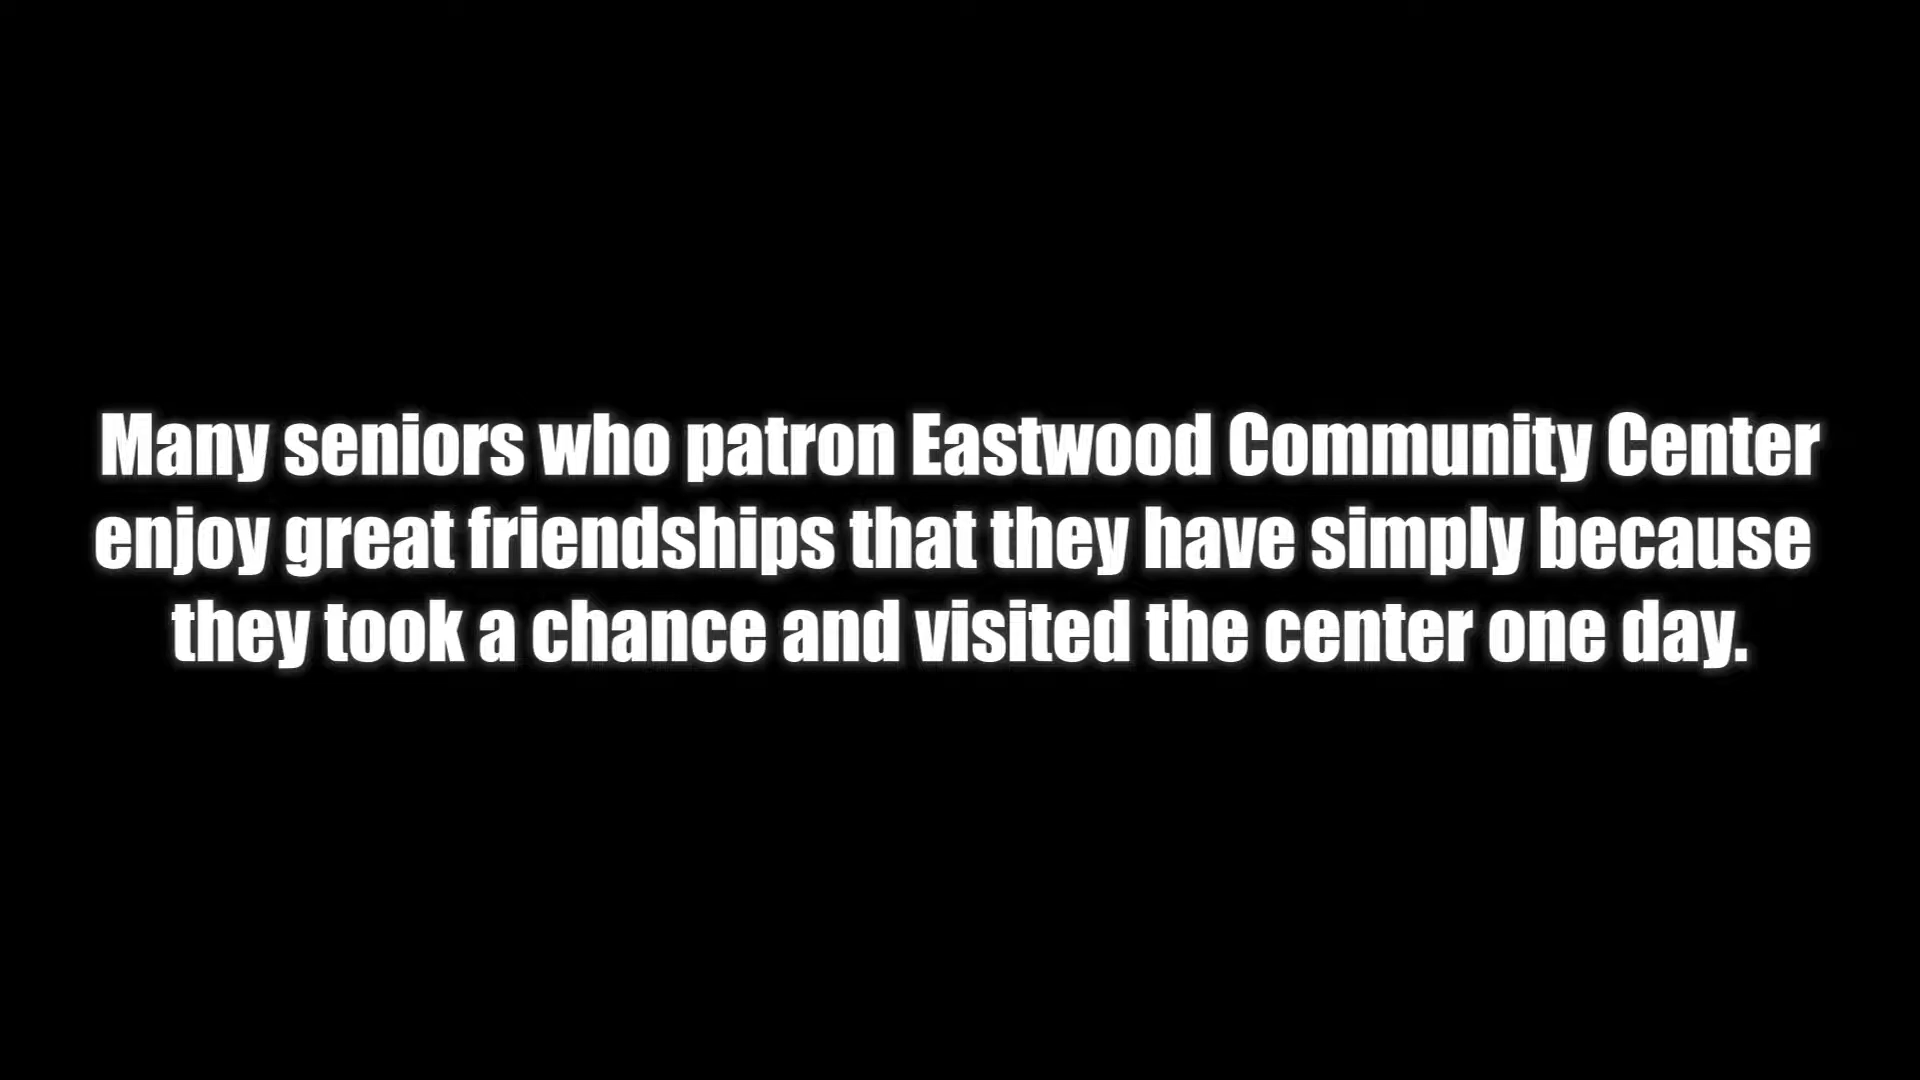 Many seniors who patron Eastwood Community Center
enjoy great friendships that they have simply because
they took a chance and visited the center one day.